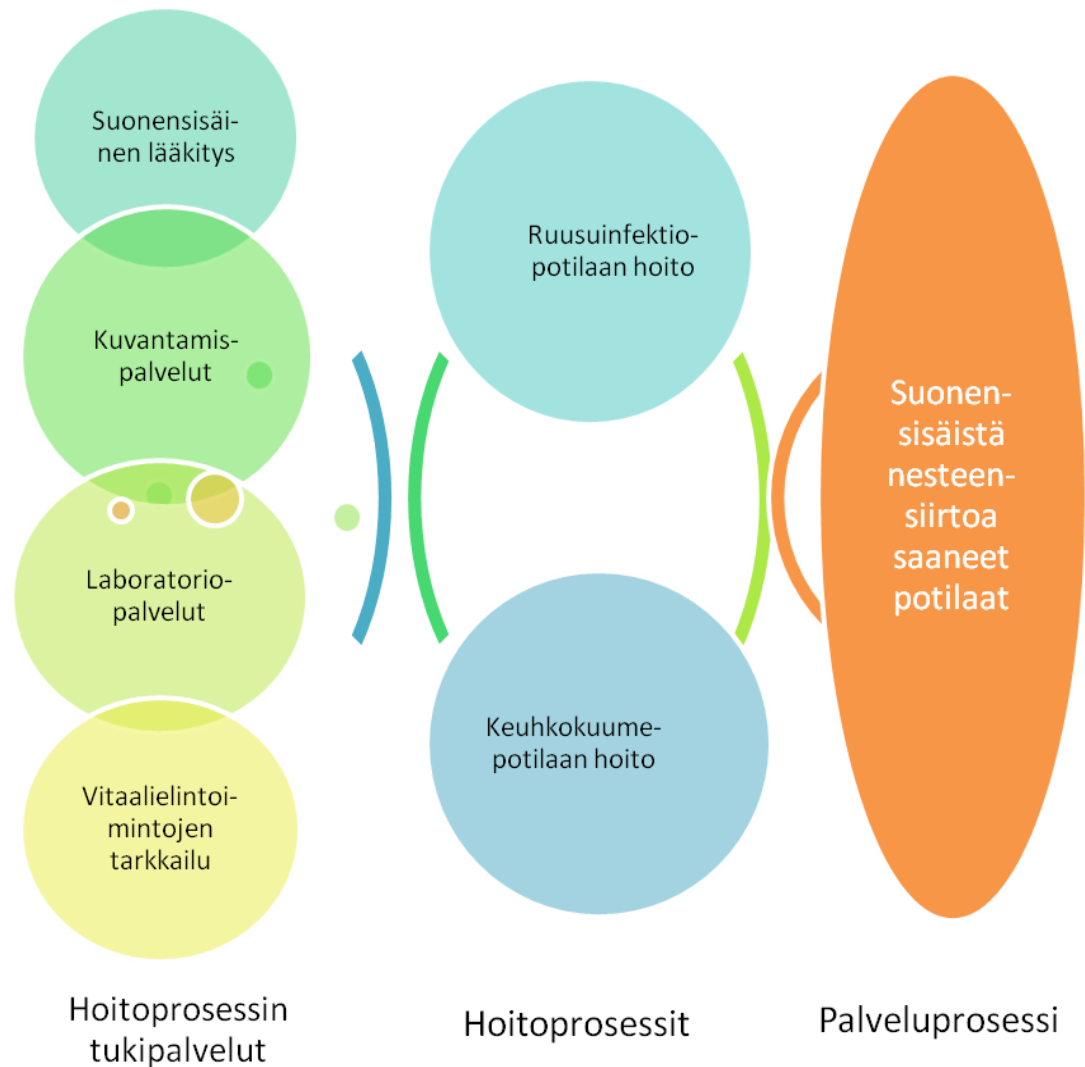 Suonensisäi-
nen lääkitys
Kuvantamis-
palvelut
Laboratorio-
palvelut
Vitaalielintoi-
mintojen
tarkkailu
Hoitoprosessin
tukipalvelut
Ruusuinfektio-
potilaan hoito
Keuhkokuume-
potilaan hoito
Hoitoprosessit
Suonen-
sisäistä
nesteen-
siirtoa
saaneet
potilaat
Palveluprosessi